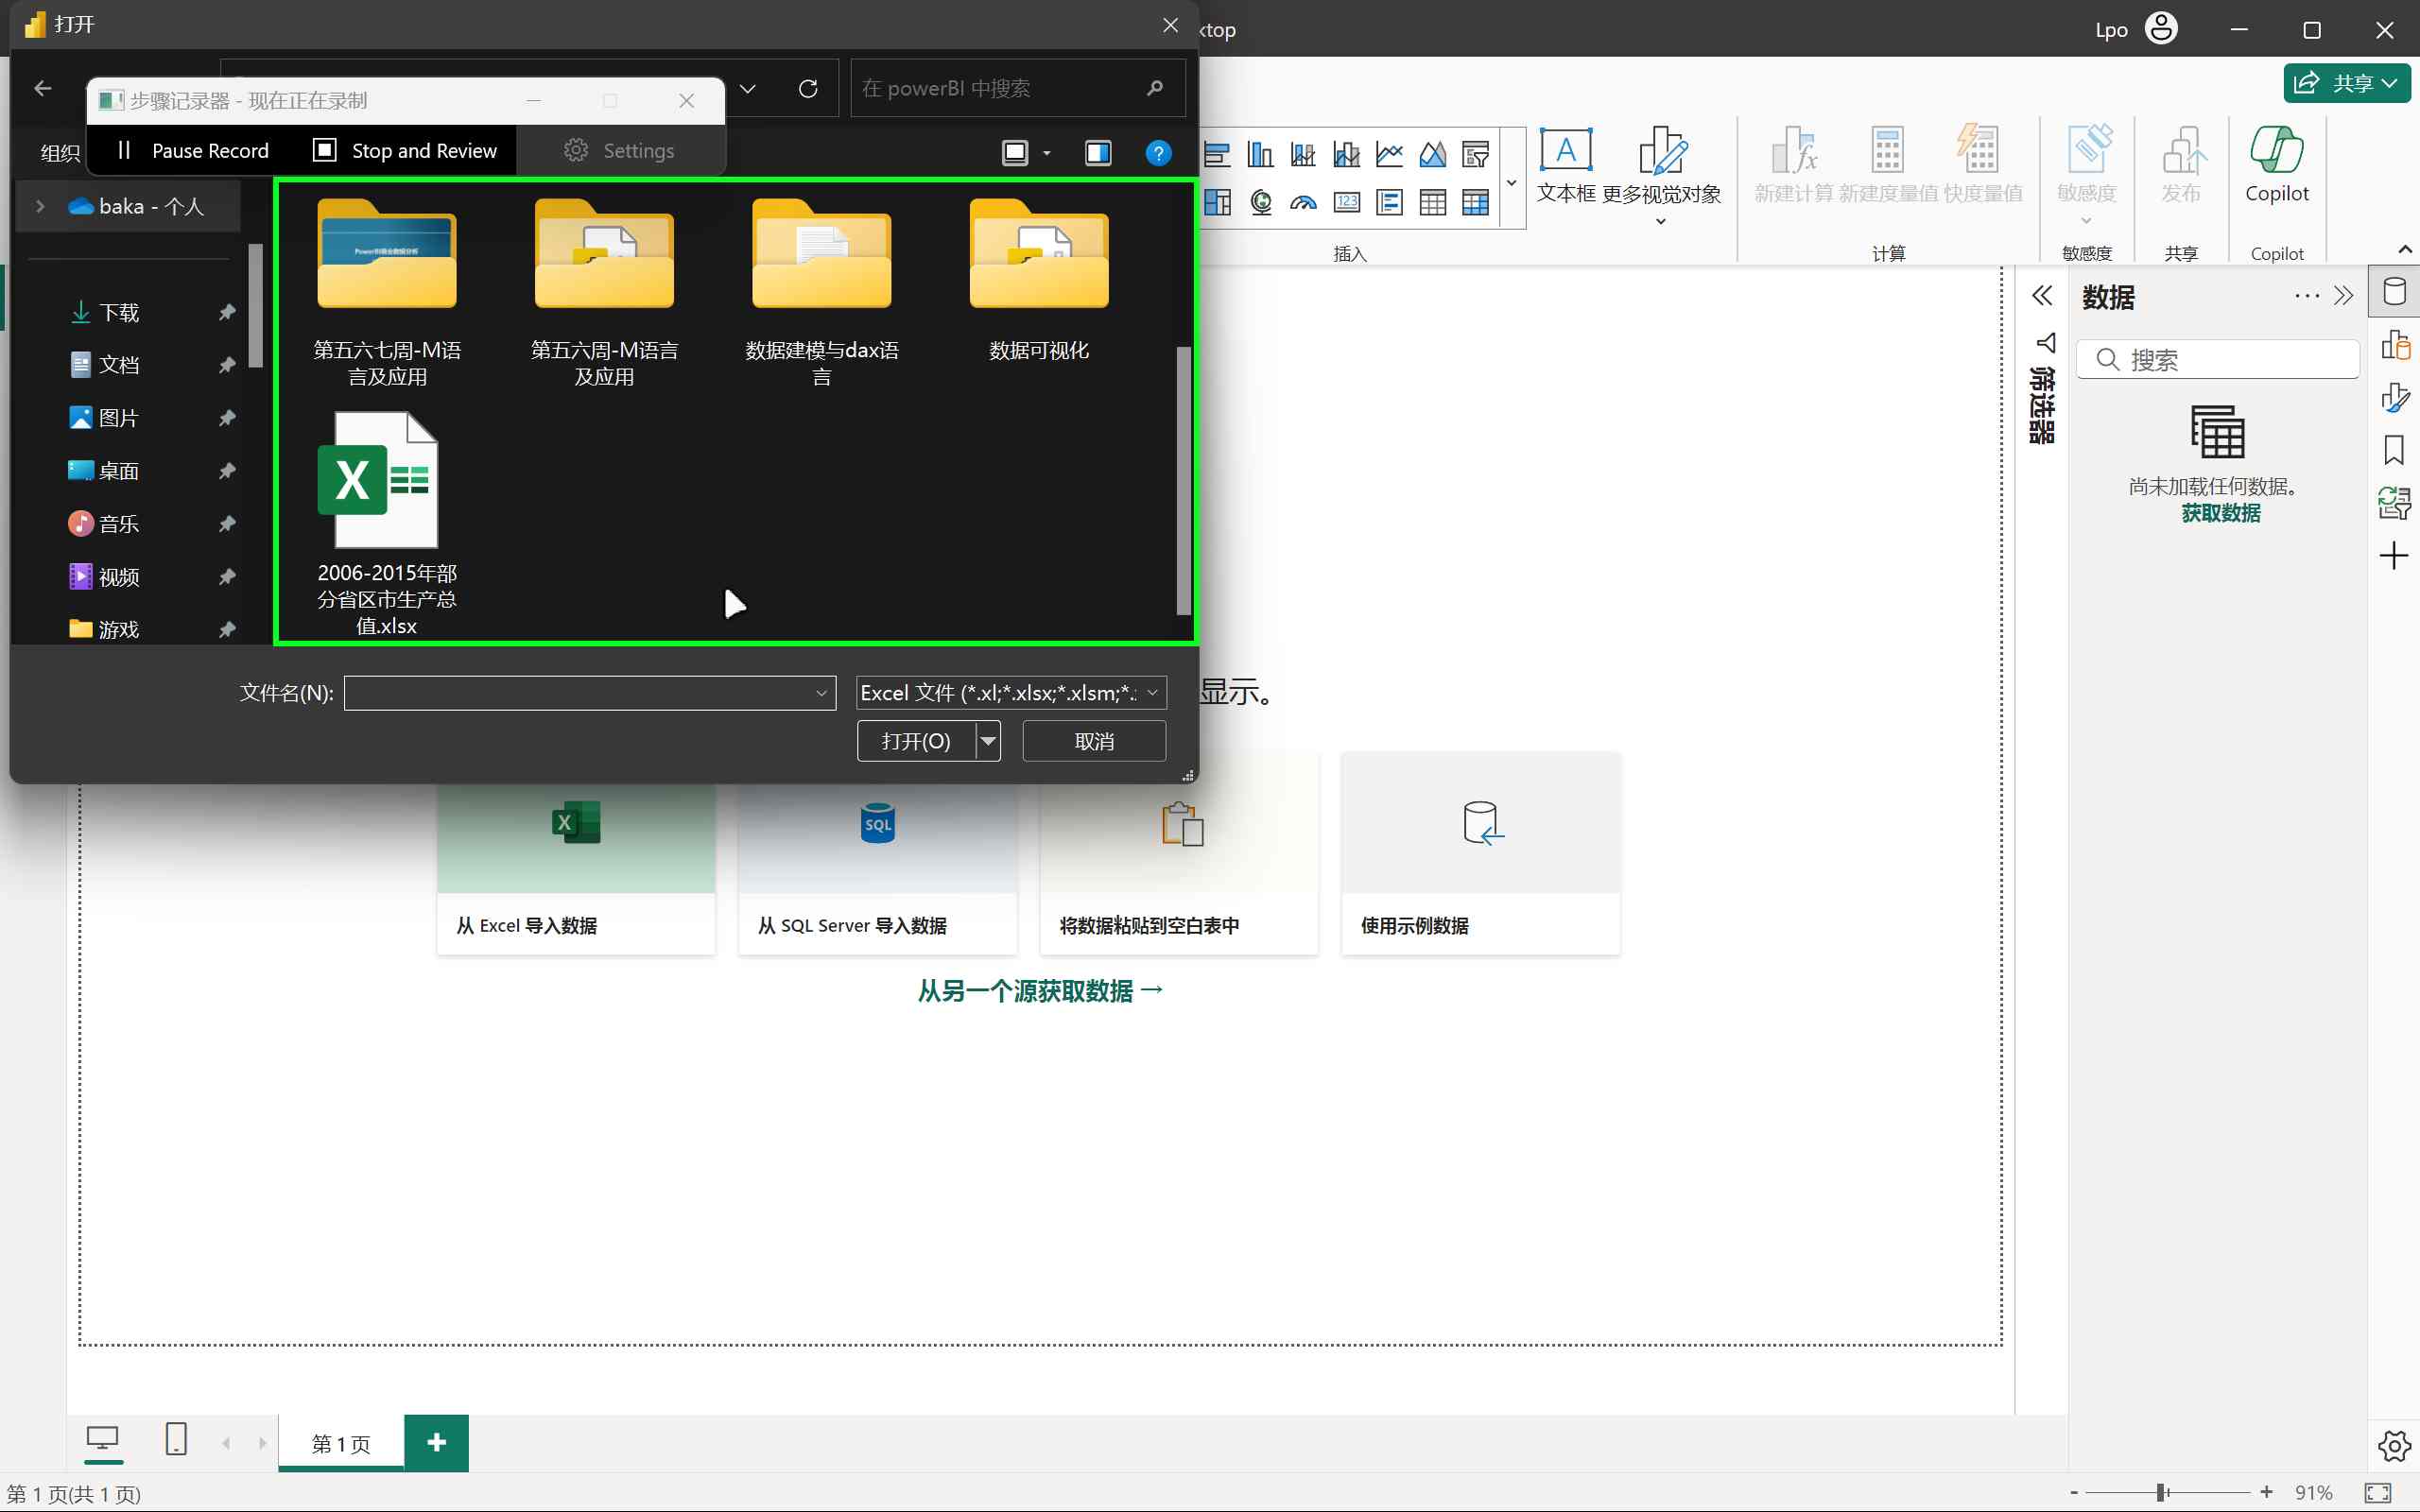 打开
ktop
Lpo
共享
在 powerBI 中搜索
步骤记录器 - 现在正在录制
Pause Record
Stop and Review
Settings
组织
文本框
更多视觉对象
新建计算
新建度量值
快度量值
敏感度
发布
Copilot
插入
计算
敏感度
共享
Copilot
baka - 个人
下载
文档
图片
桌面
音乐
视频
游戏
第五六七周-M语
言及应用
第五六周-M语言
及应用
数据建模与dax语
言
数据可视化
2006-2015年部
分省区市生产总
值.xlsx
文件名(N):
Excel 文件 (*.xl;*.xlsx;*.xlsm;*.:
打开(O)
取消
筛选器
数据
搜索
尚未加载任何数据。
获取数据
显示。
SQL
从 Excel 导入数据
从 SQL Server 导入数据
将数据粘贴到空白表中
使用示例数据
从另一个源获取数据 →
第 1 页
第 1 页(共 1 页)
91%